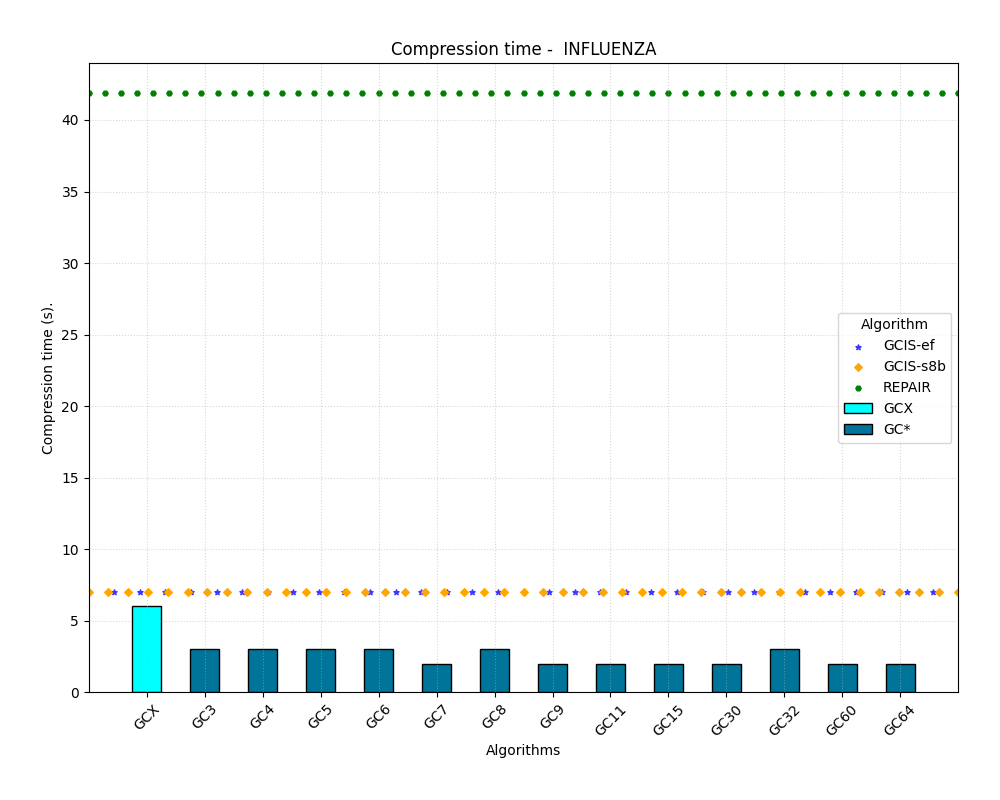 Compression time -  INFLUENZA
Compression time (s).
40
35
30
25
20
15
10
5
0
Algorithm
GCIS-ef
GCIS-s8b
REPAIR
GCX
GC*
GCX
GC3
GC4
GC5
GC6
GC7
GC8
GC9
GC11
GC15
GC30
GC32
GC60
GC64
Algorithms